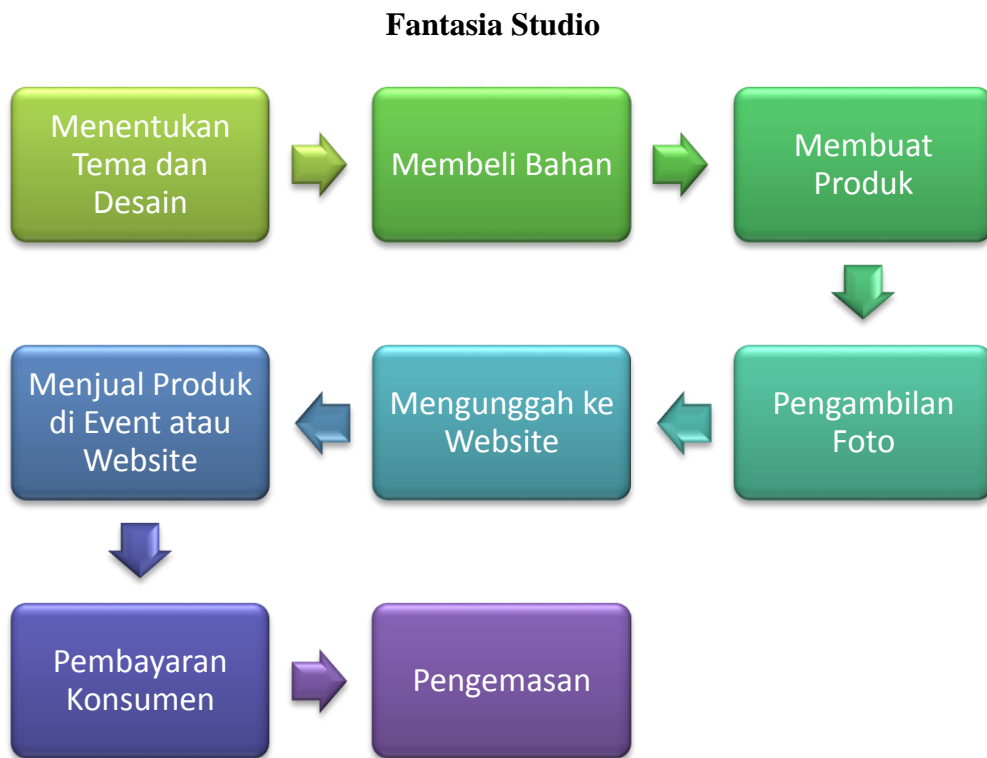 Fantasia Studio
Menentukan
Tema dan
Desain
Membeli Bahan
Membuat
Produk
Pengambilan
Foto
Mengunggah ke
Website
Menjual Produk
di Event atau
Website
Pembayaran
Konsumen
Pengemasan